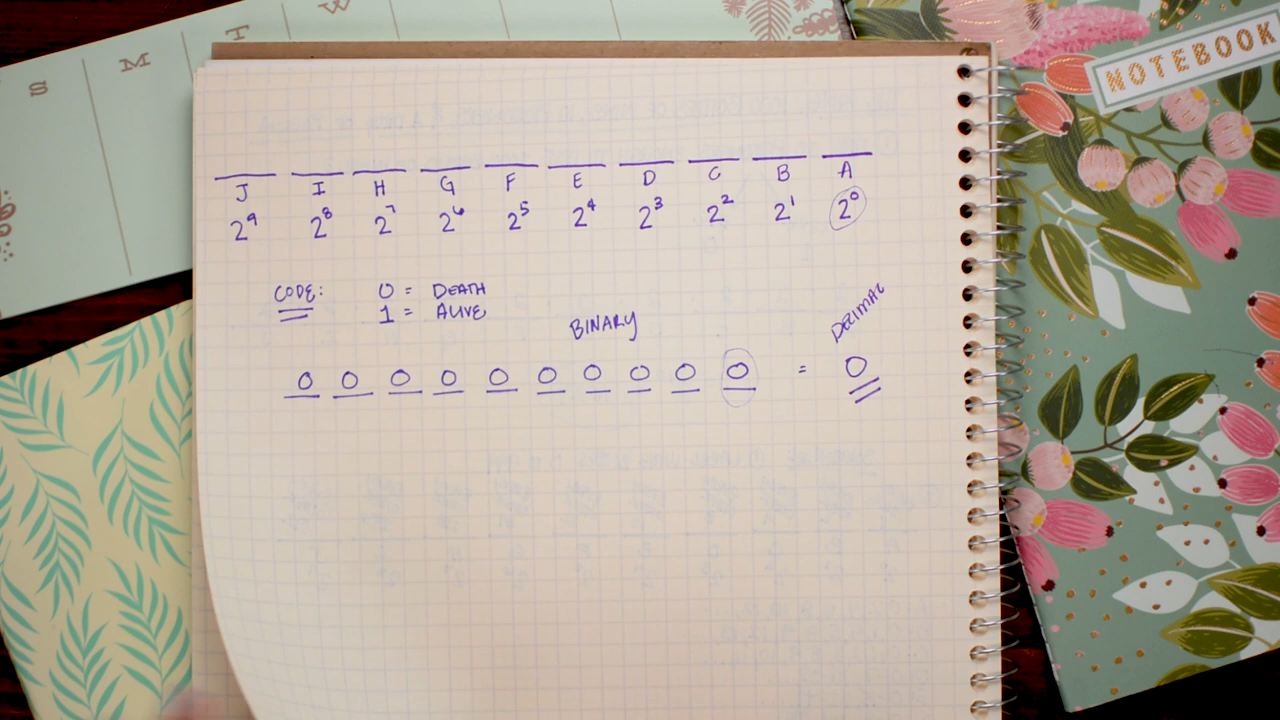 S M T W
NOTEBOOK
J I H G F E D C B A
2⁹ 2⁸ 2⁷ 2⁶ 2⁵ 2⁴ 2³ 2² 2¹ 2⁰
CODE: 0 = DEATH
1 = ALIVE
BINARY DECIMAL
0 0 0 0 0 0 0 0 0 0 = 0